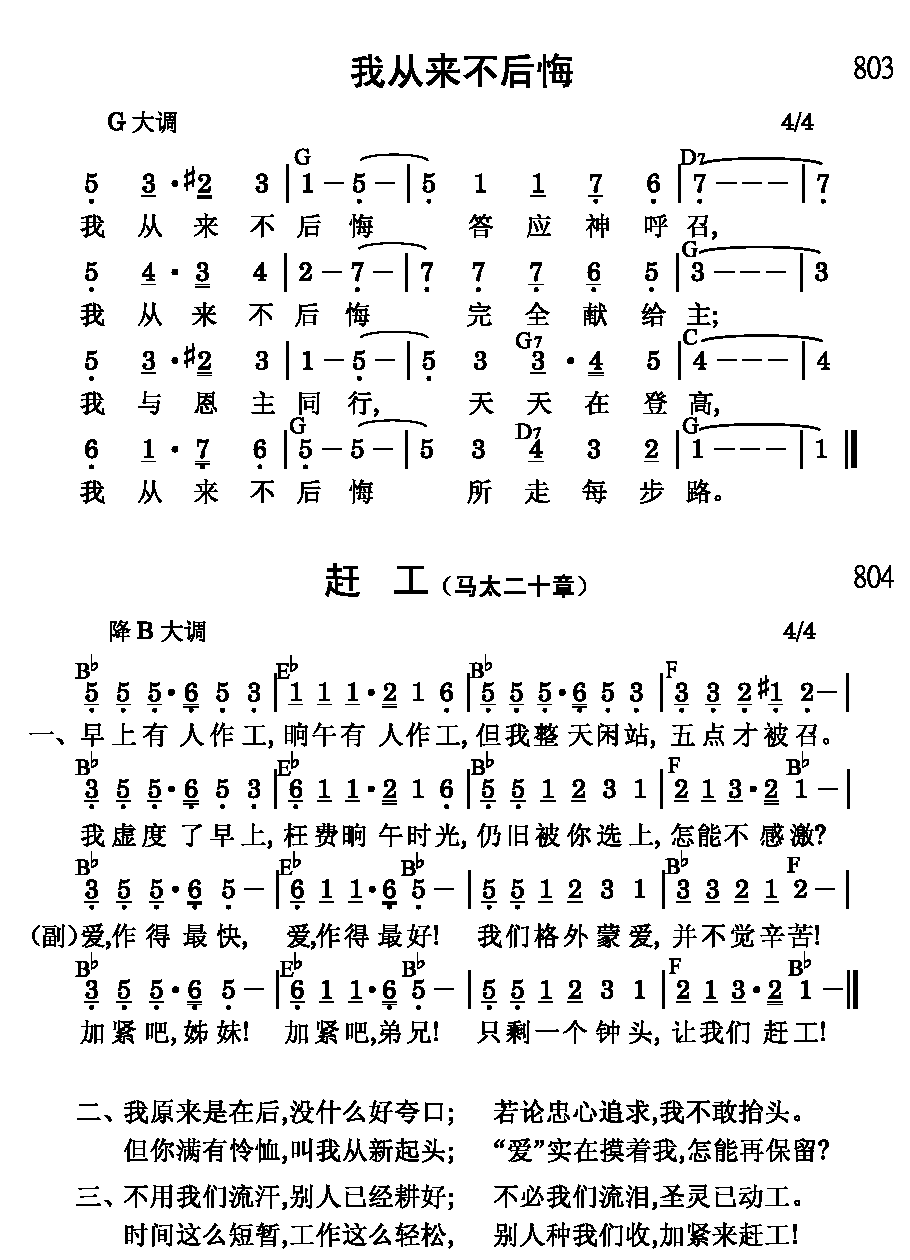 我从来不后悔 803
G 大调 4/4
G D7
5 3·#2 3 | 1 – 5 – | 5 1 1 7 6 | 7 – – – | 7
我 从 来 不 后 悔 答 应 神 呼 召,
G
5 4·3 4 | 2 – 7 – | 7 7 7 6 5 | 3 – – – | 3
我 从 来 不 后 悔 完 全 献 给 主;
G7 C
5 3·#2 3 | 1 – 5 – | 5 3 3·4 5 | 4 – – – | 4
我 与 恩 主 同 行, 天 天 在 登 高,
G D7 G
6 1·7 6 | 5 – 5 – | 5 3 4 3 2 | 1 – – – | 1 ‖
我 从 来 不 后 悔 所 走 每 步 路。
赶 工（马太二十章） 804
降 B 大调 4/4
B♭ E♭ B♭ F
5 5 5·6 5 3 | 1 1 1·2 1 6 | 5 5 5·6 5 3 | 3 3 2 #1 2 – |
一、早上有 人作工, 晌午有 人作工, 但我整 天闲站, 五点才被召。
B♭ E♭ B♭ F B♭
3 5 5·6 5 3 | 6 1 1·2 1 6 | 5 5 1 2 3 1 | 2 1 3·2 1 – |
我虚度 了早上, 枉费晌 午时光, 仍旧被你选上, 怎能不 感激?
B♭ E♭ B♭ B♭ F
3 5 5·6 5 – | 6 1 1·6 5 – | 5 5 1 2 3 1 | 3 3 2 1 2 – |
(副)爱,作 得 最 快, 爱,作得 最好! 我们格外蒙爱, 并不觉辛苦!
B♭ E♭ B♭ F B♭
3 5 5·6 5 – | 6 1 1·6 5 – | 5 5 1 2 3 1 | 2 1 3·2 1 – ‖
加紧吧, 姊妹! 加紧吧,弟兄! 只剩一个钟头, 让我们 赶工!
二、我原来是在后,没什么好夸口; 若论忠心追求,我不敢抬头。
但你满有怜恤,叫我从新起头; “爱”实在摸着我,怎能再保留?
三、不用我们流汗,别人已经耕好; 不必我们流泪,圣灵已动工。
时间这么短暂,工作这么轻松, 别人种我们收,加紧来赶工!